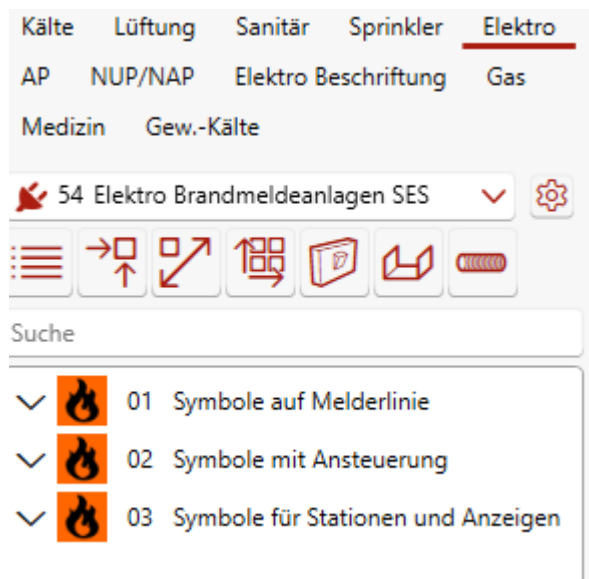 Kälte Lüftung Sanitär Sprinkler Elektro
AP NUP/NAP Elektro Beschriftung Gas
Medizin Gew.-Kälte
54 Elektro Brandmeldeanlagen SES
Suche
01 Symbole auf Melderlinie
02 Symbole mit Ansteuerung
03 Symbole für Stationen und Anzeigen